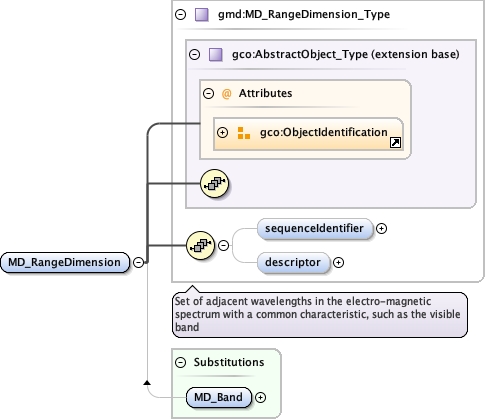 gmd:MD_RangeDimension_Type
gco:AbstractObject_Type (extension base)
@ Attributes
gco:ObjectIdentification
sequenceIdentifier
MD_RangeDimension
descriptor
Set of adjacent wavelengths in the electro-magnetic
spectrum with a common characteristic, such as the visible
band
Substitutions
MD_Band